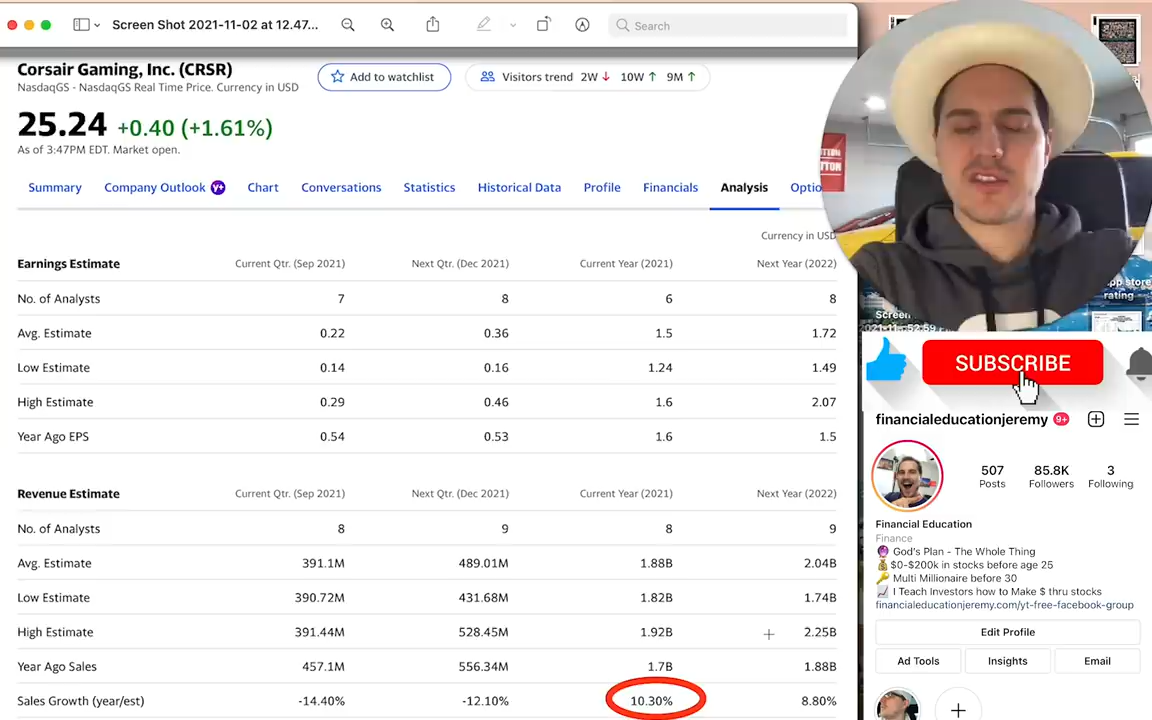 Screen Shot 2021-11-02 at 12.47...
Search
Corsair Gaming, Inc. (CRSR)
NasdaqGS - NasdaqGS Real Time Price. Currency in USD
Add to watchlist
Visitors trend 2W ↓ 10W ↑ 9M ↑
25.24 +0.40 (+1.61%)
As of 3:47PM EDT. Market open.
Summary Company Outlook Y+ Chart Conversations Statistics Historical Data Profile Financials Analysis Optio
Currency in USD
Earnings Estimate Current Qtr. (Sep 2021) Next Qtr. (Dec 2021) Current Year (2021) Next Year (2022)
No. of Analysts 7 8 6 8
Avg. Estimate 0.22 0.36 1.5 1.72
Low Estimate 0.14 0.16 1.24 1.49
High Estimate 0.29 0.46 1.6 2.07
Year Ago EPS 0.54 0.53 1.6 1.5
Revenue Estimate Current Qtr. (Sep 2021) Next Qtr. (Dec 2021) Current Year (2021) Next Year (2022)
No. of Analysts 8 9 8 9
Avg. Estimate 391.1M 489.01M 1.88B 2.04B
Low Estimate 390.72M 431.68M 1.82B 1.74B
High Estimate 391.44M 528.45M 1.92B 2.25B
Year Ago Sales 457.1M 556.34M 1.7B 1.88B
Sales Growth (year/est) -14.40% -12.10% 10.30% 8.80%
BUTTON
pp store
rating
Screen
SUBSCRIBE
financialeducationjeremy 9+
507 85.8K 3
Posts Followers Following
Financial Education
Finance
God's Plan - The Whole Thing
$0-$200k in stocks before age 25
Multi Millionaire before 30
I Teach Investors how to Make $ thru stocks
financialeducationjeremy.com/yt-free-facebook-group
Edit Profile
Ad Tools Insights Email